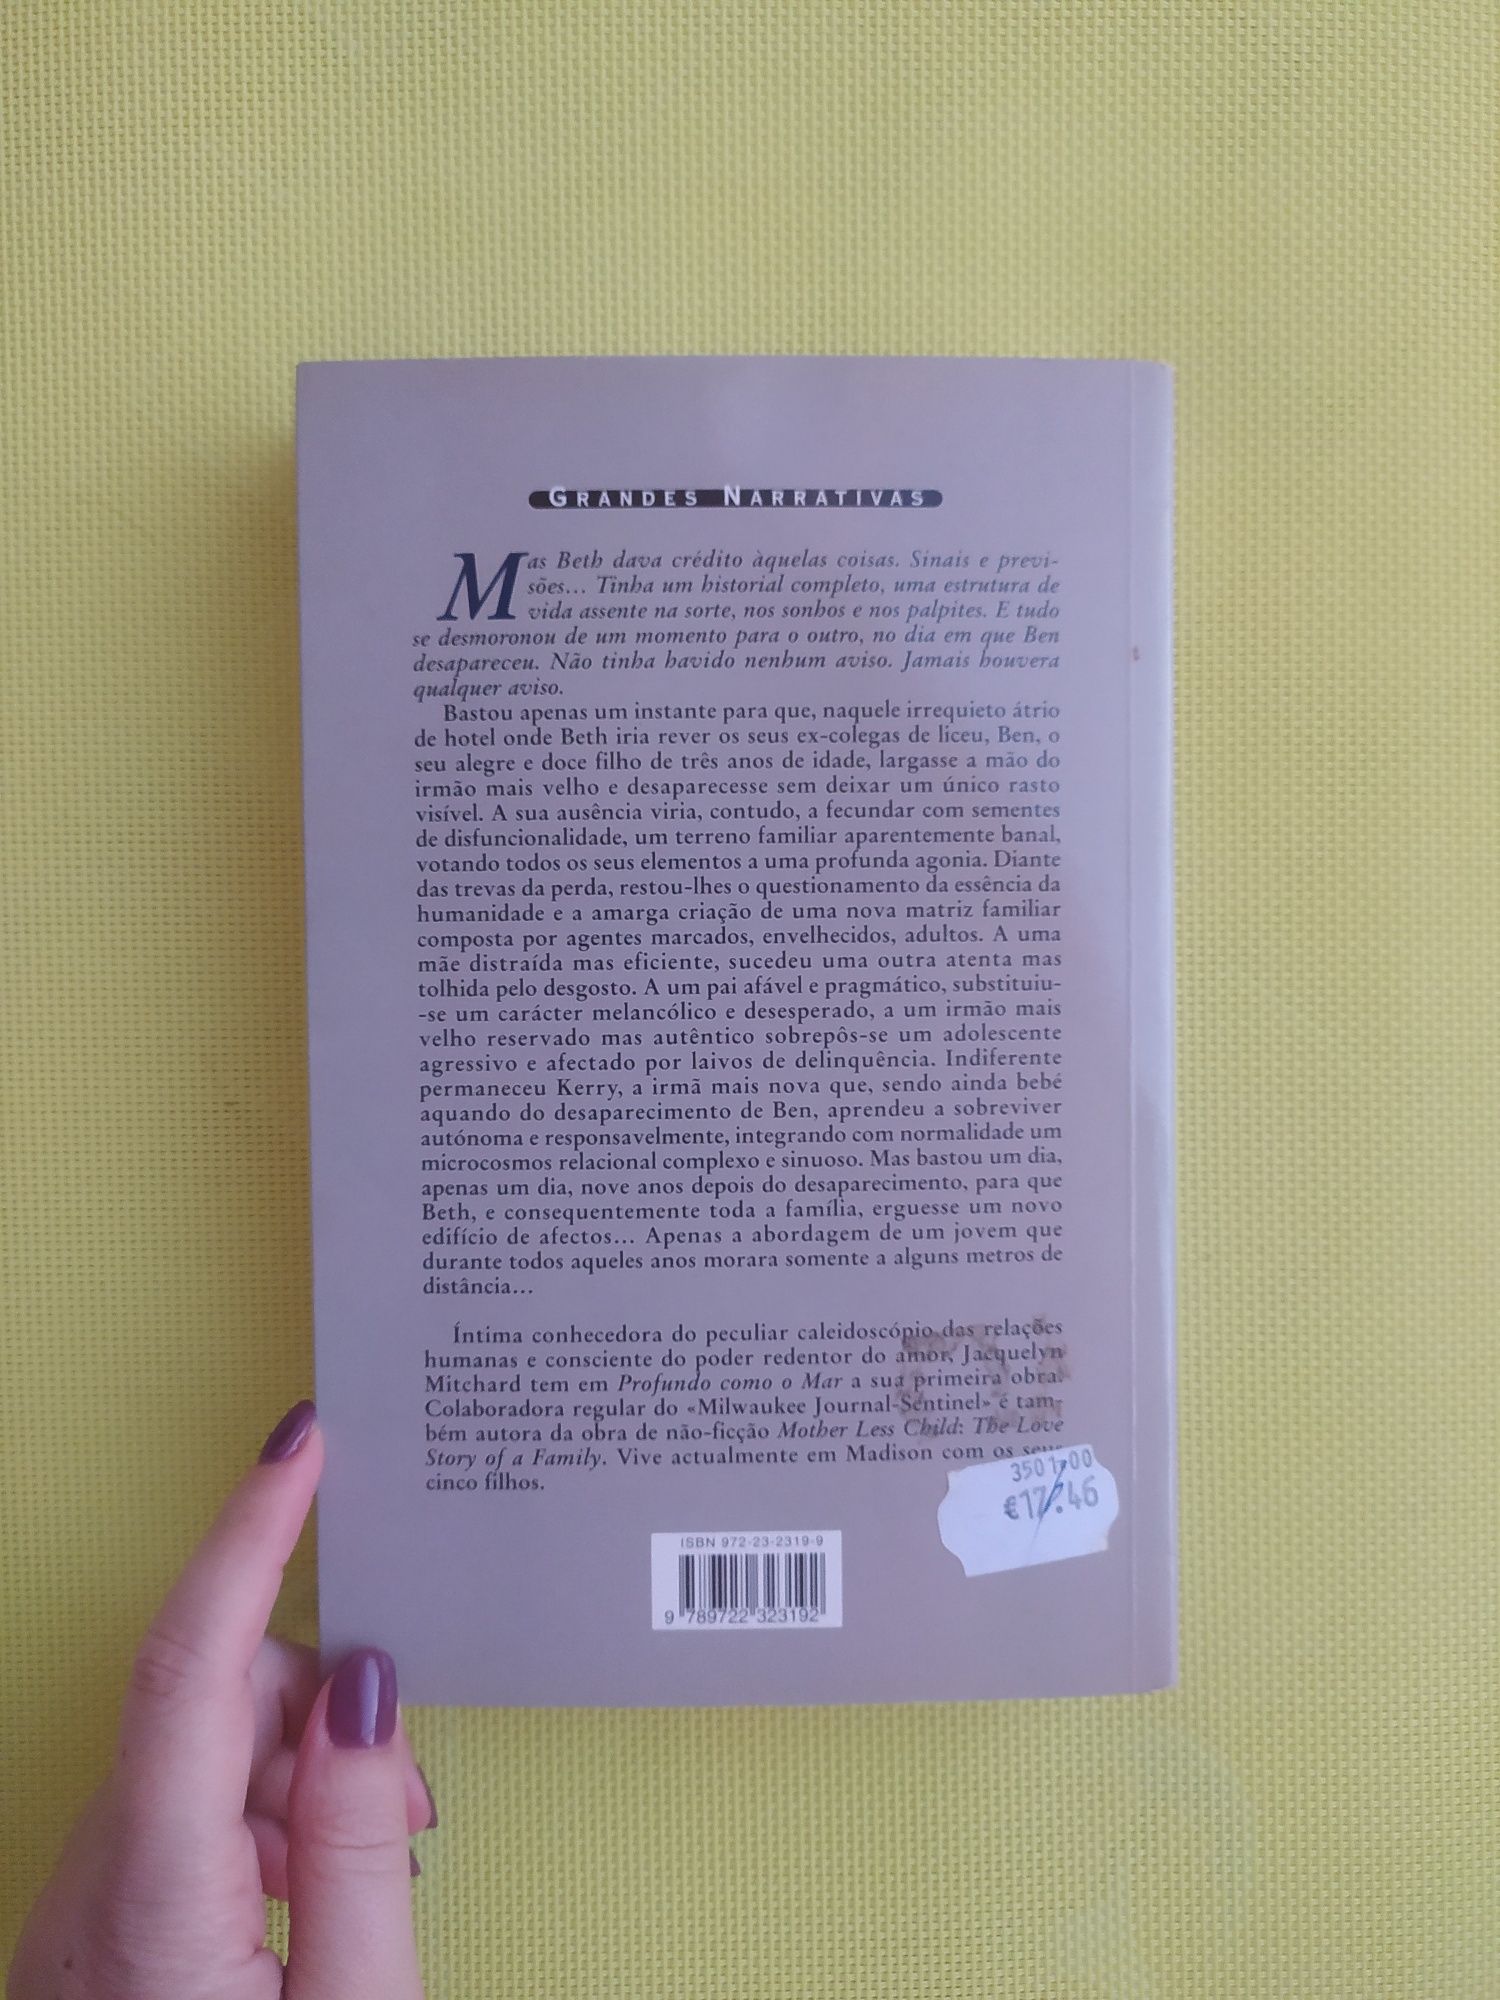 GRANDES NARRATIVAS
Mas Beth dava crédito àquelas coisas. Sinais e previ-
sões... Tinha um historial completo, uma estrutura de
vida assente na sorte, nos sonhos e nos palpites. E tudo
se desmoronou de um momento para o outro, no dia em que Ben
desapareceu. Não tinha havido nenhum aviso. Jamais houvera
qualquer aviso.
Bastou apenas um instante para que, naquele irrequieto átrio
de hotel onde Beth iria rever os seus ex-colegas de liceu, Ben, o
seu alegre e doce filho de três anos de idade, largasse a mão do
irmão mais velho e desaparecesse sem deixar um único rasto
visível. A sua ausência viria, contudo, a fecundar com sementes
de disfuncionalidade, um terreno familiar aparentemente banal,
votando todos os seus elementos a uma profunda agonia. Diante
das trevas da perda, restou-lhes o questionamento da essência da
humanidade e a amarga criação de uma nova matriz familiar
composta por agentes marcados, envelhecidos, adultos. A uma
mãe distraída mas eficiente, sucedeu uma outra atenta mas
tolhida pelo desgosto. A um pai afável e pragmático, substituiu-
-se um carácter melancólico e desesperado, a um irmão mais
velho reservado mas autêntico sobrepôs-se um adolescente
agressivo e afectado por laivos de delinquência. Indiferente
permaneceu Kerry, a irmã mais nova que, sendo ainda bebé
aquando do desaparecimento de Ben, aprendeu a sobreviver
autónoma e responsavelmente, integrando com normalidade um
microcosmos relacional complexo e sinuoso. Mas bastou um dia,
apenas um dia, nove anos depois do desaparecimento, para que
Beth, e consequentemente toda a família, erguesse um novo
edifício de afectos... Apenas a abordagem de um jovem que
durante todos aqueles anos morara somente a alguns metros de
distância...
Íntima conhecedora do peculiar caleidoscópio das relações
humanas e consciente do poder redentor do amor, Jacquelyn
Mitchard tem em Profundo como o Mar a sua primeira obra.
Colaboradora regular do «Milwaukee Journal-Sentinel» é tam-
bém autora da obra de não-ficção Mother Less Child: The Love
Story of a Family. Vive actualmente em Madison com os seus
cinco filhos.
3501.00
€17.46
ISBN 972-23-2319-9
9 789722 323192